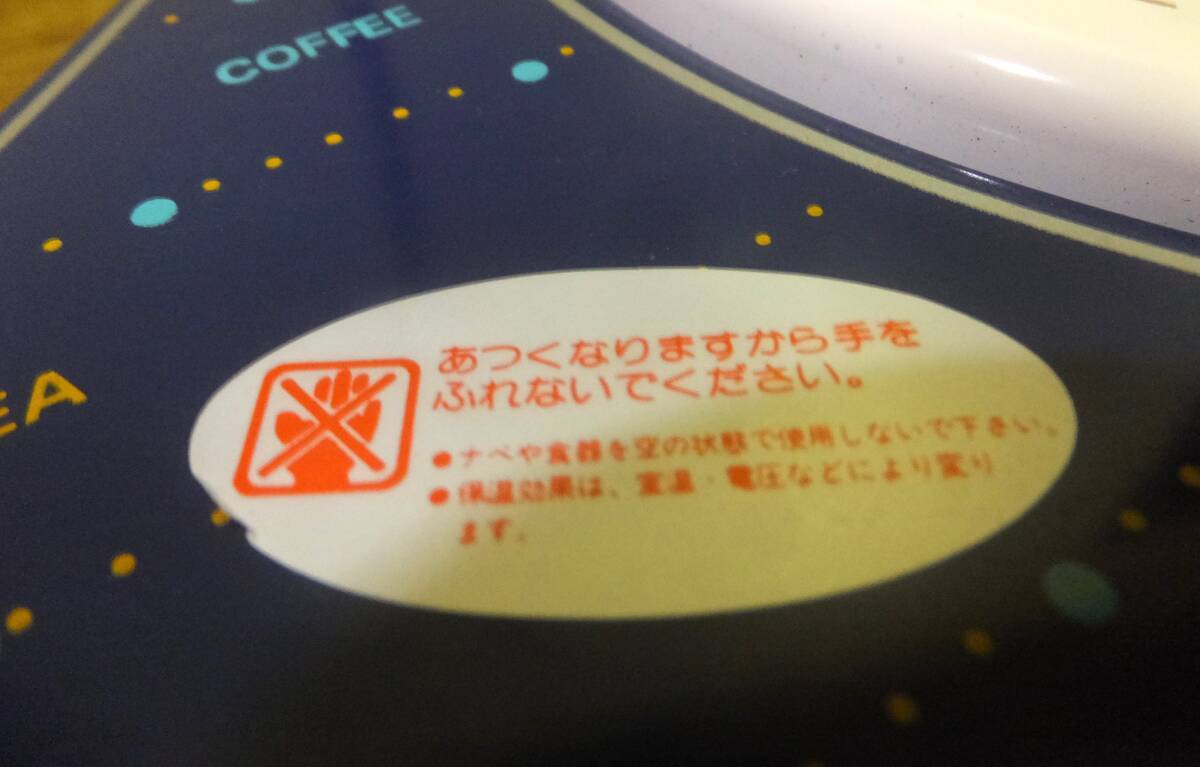 COFFEE
EA
あつくなりますから手を
ふれないでください。
●ナベや食器を空の状態で使用しないで下さい。
●保温効果は、室温・電圧などにより変り
ます。